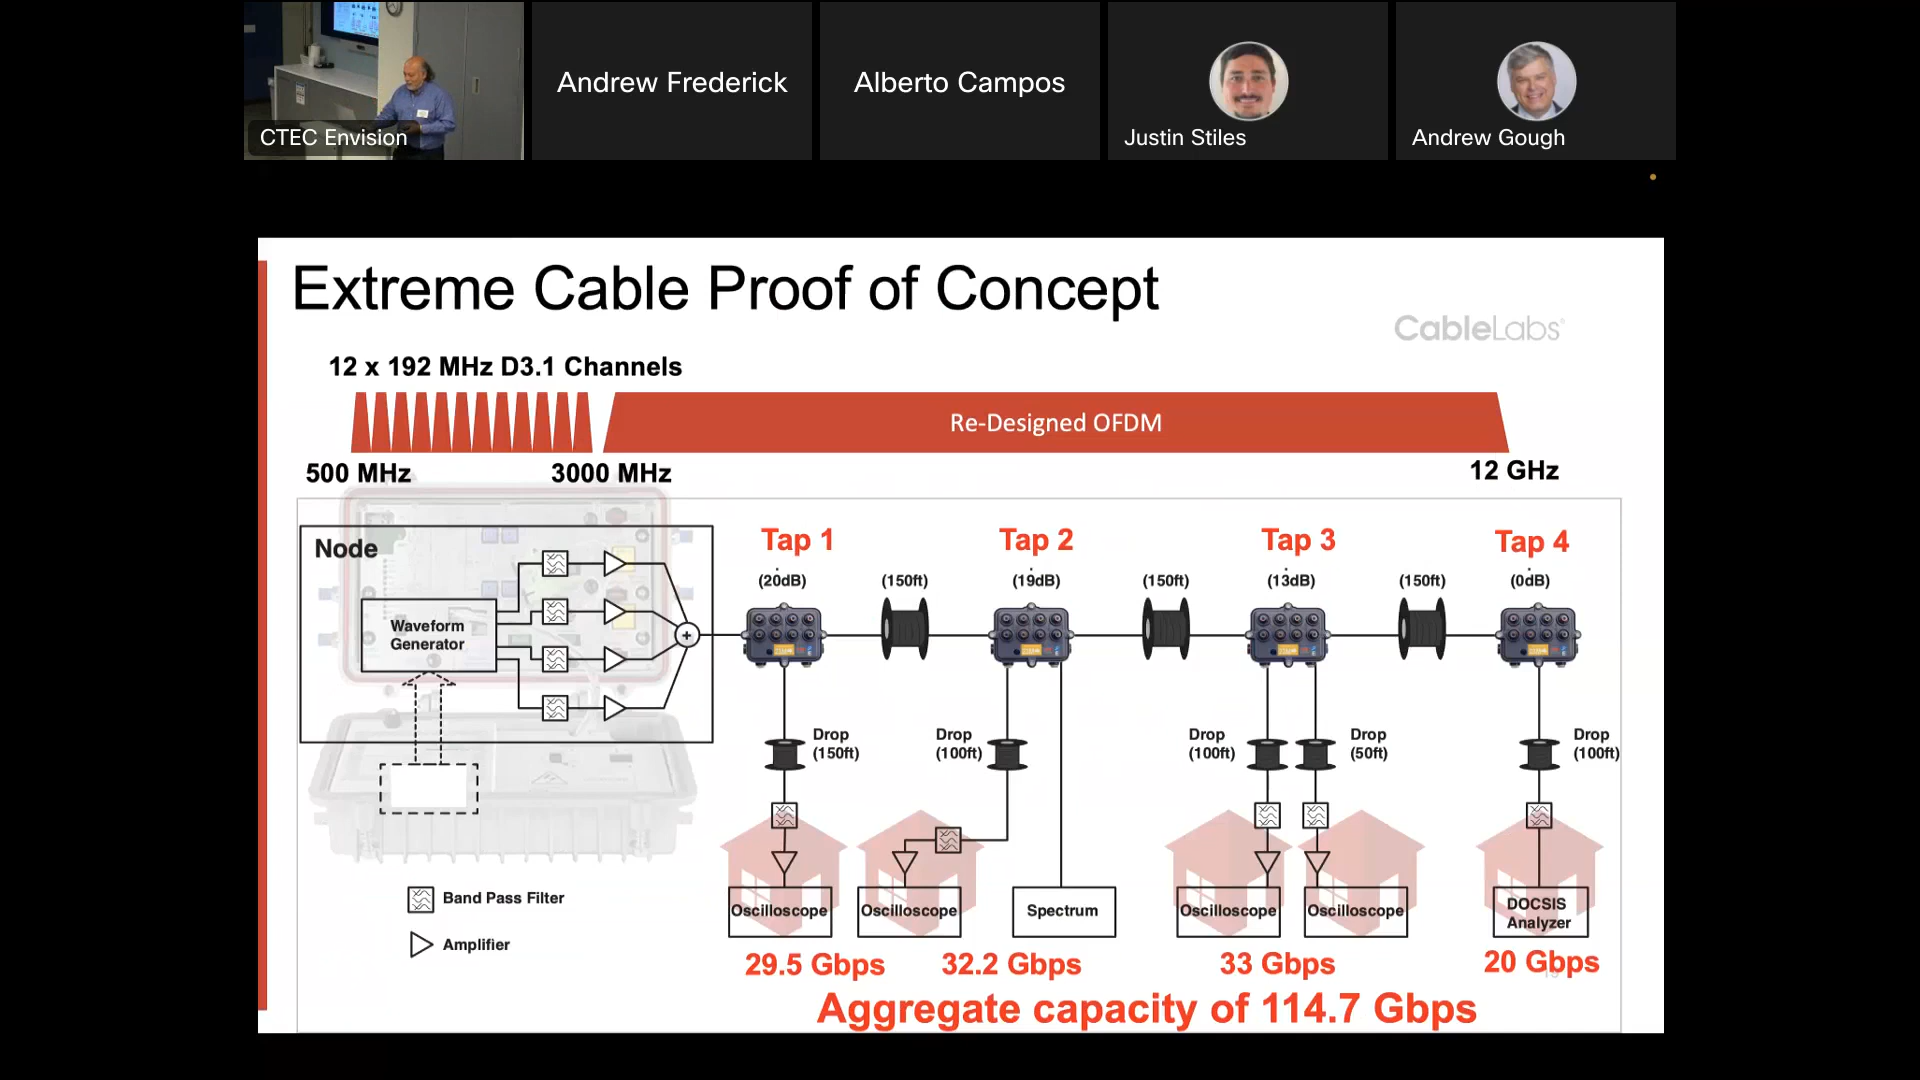 CTEC Envision
Andrew Frederick
Alberto Campos
Justin Stiles
Andrew Gough
Extreme Cable Proof of Concept
CableLabs
12 x 192 MHz D3.1 Channels
Re-Designed OFDM
500 MHz
3000 MHz
12 GHz
Node
Waveform
Generator
Tap 1
Tap 2
Tap 3
Tap 4
(20dB)
(150ft)
(19dB)
(150ft)
(13dB)
(150ft)
(0dB)
Drop
(150ft)
Drop
(100ft)
Drop
(100ft)
Drop
(50ft)
Drop
(100ft)
Band Pass Filter
Amplifier
Oscilloscope
Oscilloscope
Spectrum
Oscilloscope
Oscilloscope
DOCSIS
Analyzer
29.5 Gbps
32.2 Gbps
33 Gbps
20 Gbps
Aggregate capacity of 114.7 Gbps